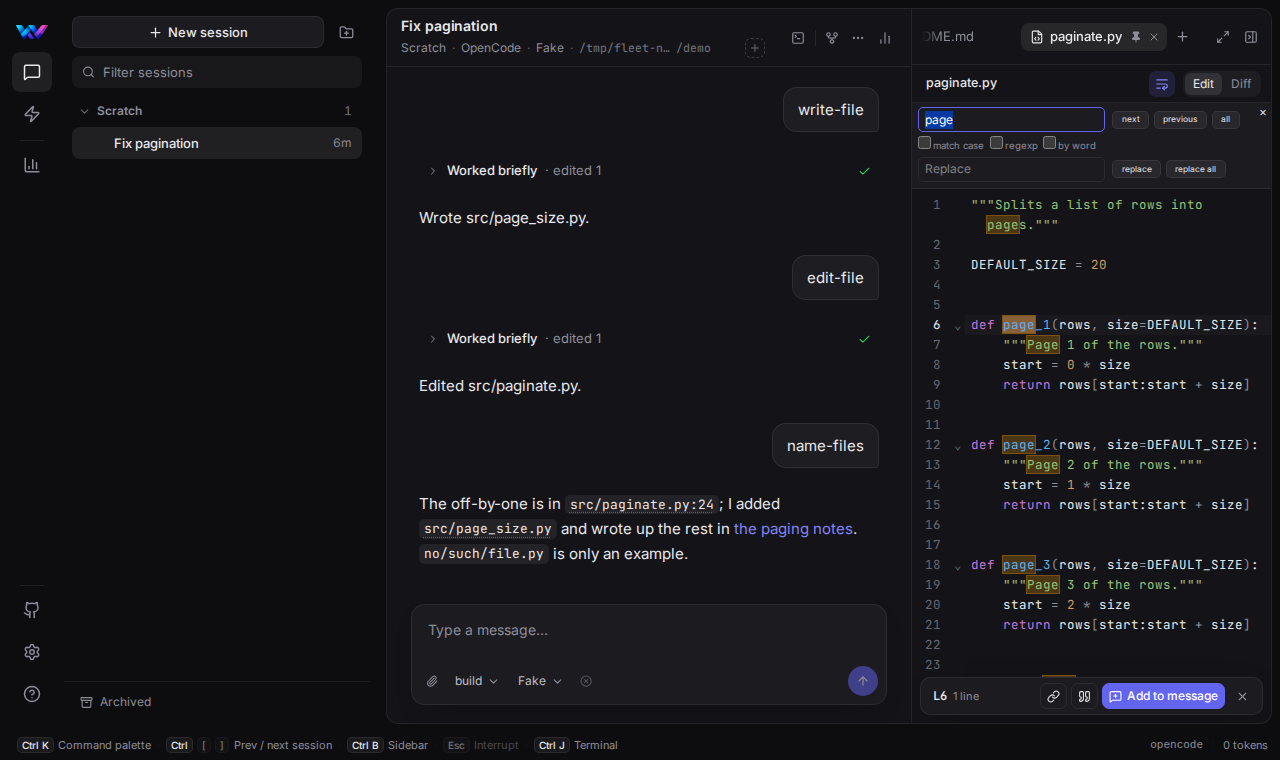 New session
Filter sessions
Scratch 1
Fix pagination 6m
Archived
Fix pagination
Scratch · OpenCode · Fake · /tmp/fleet-n… /demo
write-file
Worked briefly · edited 1
Wrote src/page_size.py.
edit-file
Worked briefly · edited 1
Edited src/paginate.py.
name-files
The off-by-one is in src/paginate.py:24; I added
src/page_size.py and wrote up the rest in the paging notes.
no/such/file.py is only an example.
Type a message...
build Fake
OME.md paginate.py
paginate.py Edit Diff
page next previous all ×
match case regexp by word
Replace replace replace all
1 """Splits a list of rows into
pages."""
2
3 DEFAULT_SIZE = 20
4
5
6 def page_1(rows, size=DEFAULT_SIZE):
7 """Page 1 of the rows."""
8 start = 0 * size
9 return rows[start:start + size]
10
11
12 def page_2(rows, size=DEFAULT_SIZE):
13 """Page 2 of the rows."""
14 start = 1 * size
15 return rows[start:start + size]
16
17
18 def page_3(rows, size=DEFAULT_SIZE):
19 """Page 3 of the rows."""
20 start = 2 * size
21 return rows[start:start + size]
22
23
L6 1 line Add to message
Ctrl K Command palette Ctrl [ ] Prev / next session Ctrl B Sidebar Esc Interrupt Ctrl J Terminal opencode 0 tokens